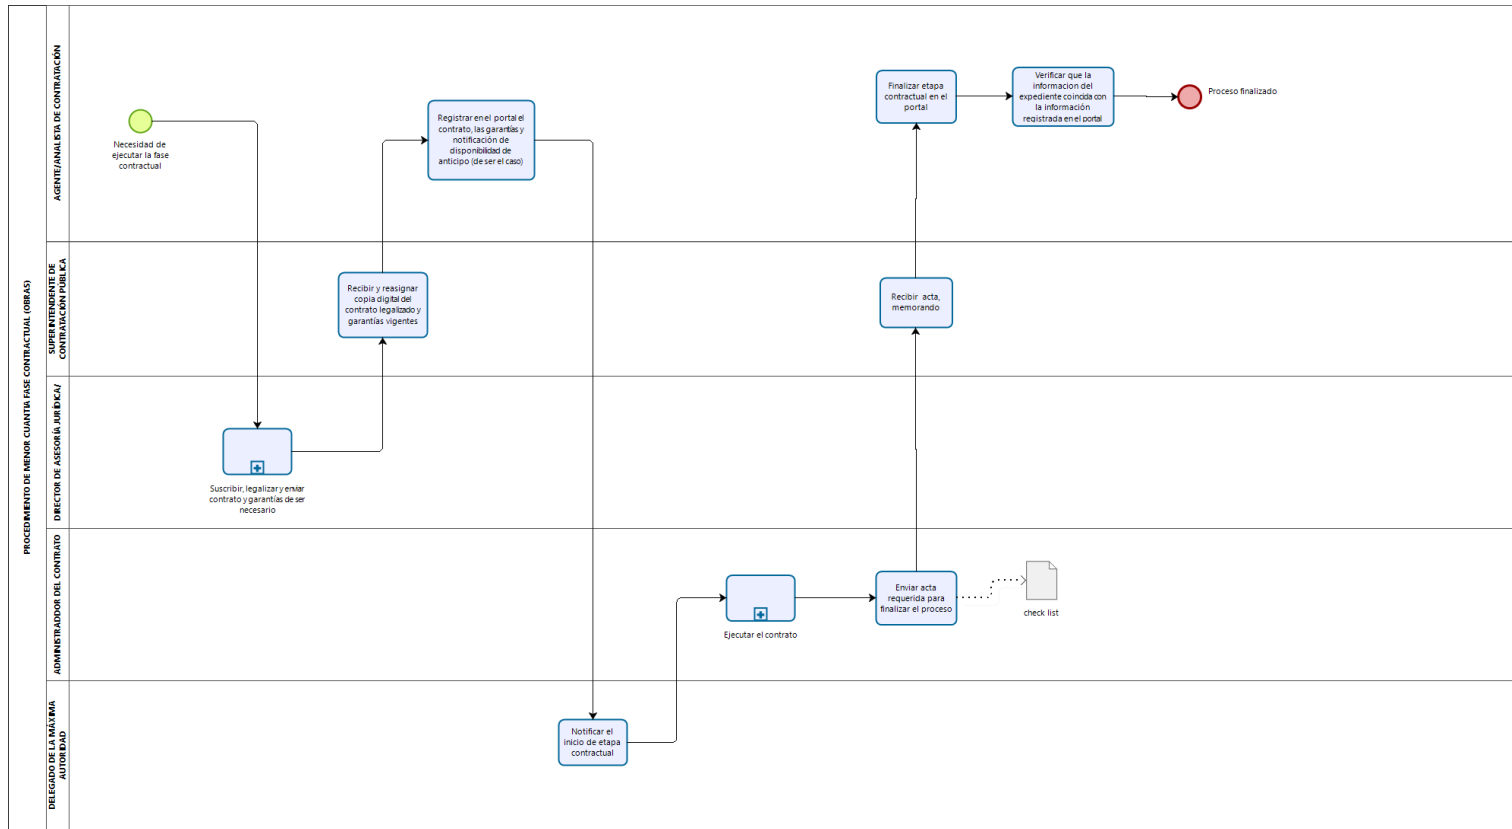 PROCEDIMIENTO DE MENOR CUANTIA FASE CONTRACTUAL (OBRAS)
AGENTE/ANALISTA DE CONTRATACIÓN
Necesidad de
ejecutar la fase
contractual
Registrar en el portal el
contrato, las garantías y
notificación de
disponibilidad de
anticipo (de ser el caso)
Finalizar etapa
contractual en el
portal
Verificar que la
informacion del
expediente coincida con
la información
registrada en el portal
Proceso finalizado
SUPERINTENDENTE DE
CONTRATACIÓN PÚBLICA
Recibir y reasignar
copia digital del
contrato legalizado y
garantías vigentes
Recibir acta,
memorando
DIRECTOR DE ASESORÍA JURÍDICA/
Suscribir, legalizar y enviar
contrato y garantías de ser
necesario
ADMINISTRADOR DEL CONTRATO
Ejecutar el contrato
Enviar acta
requerida para
finalizar el proceso
check list
DELEGADO DE LA MÁXIMA
AUTORIDAD
Notificar el
inicio de etapa
contractual